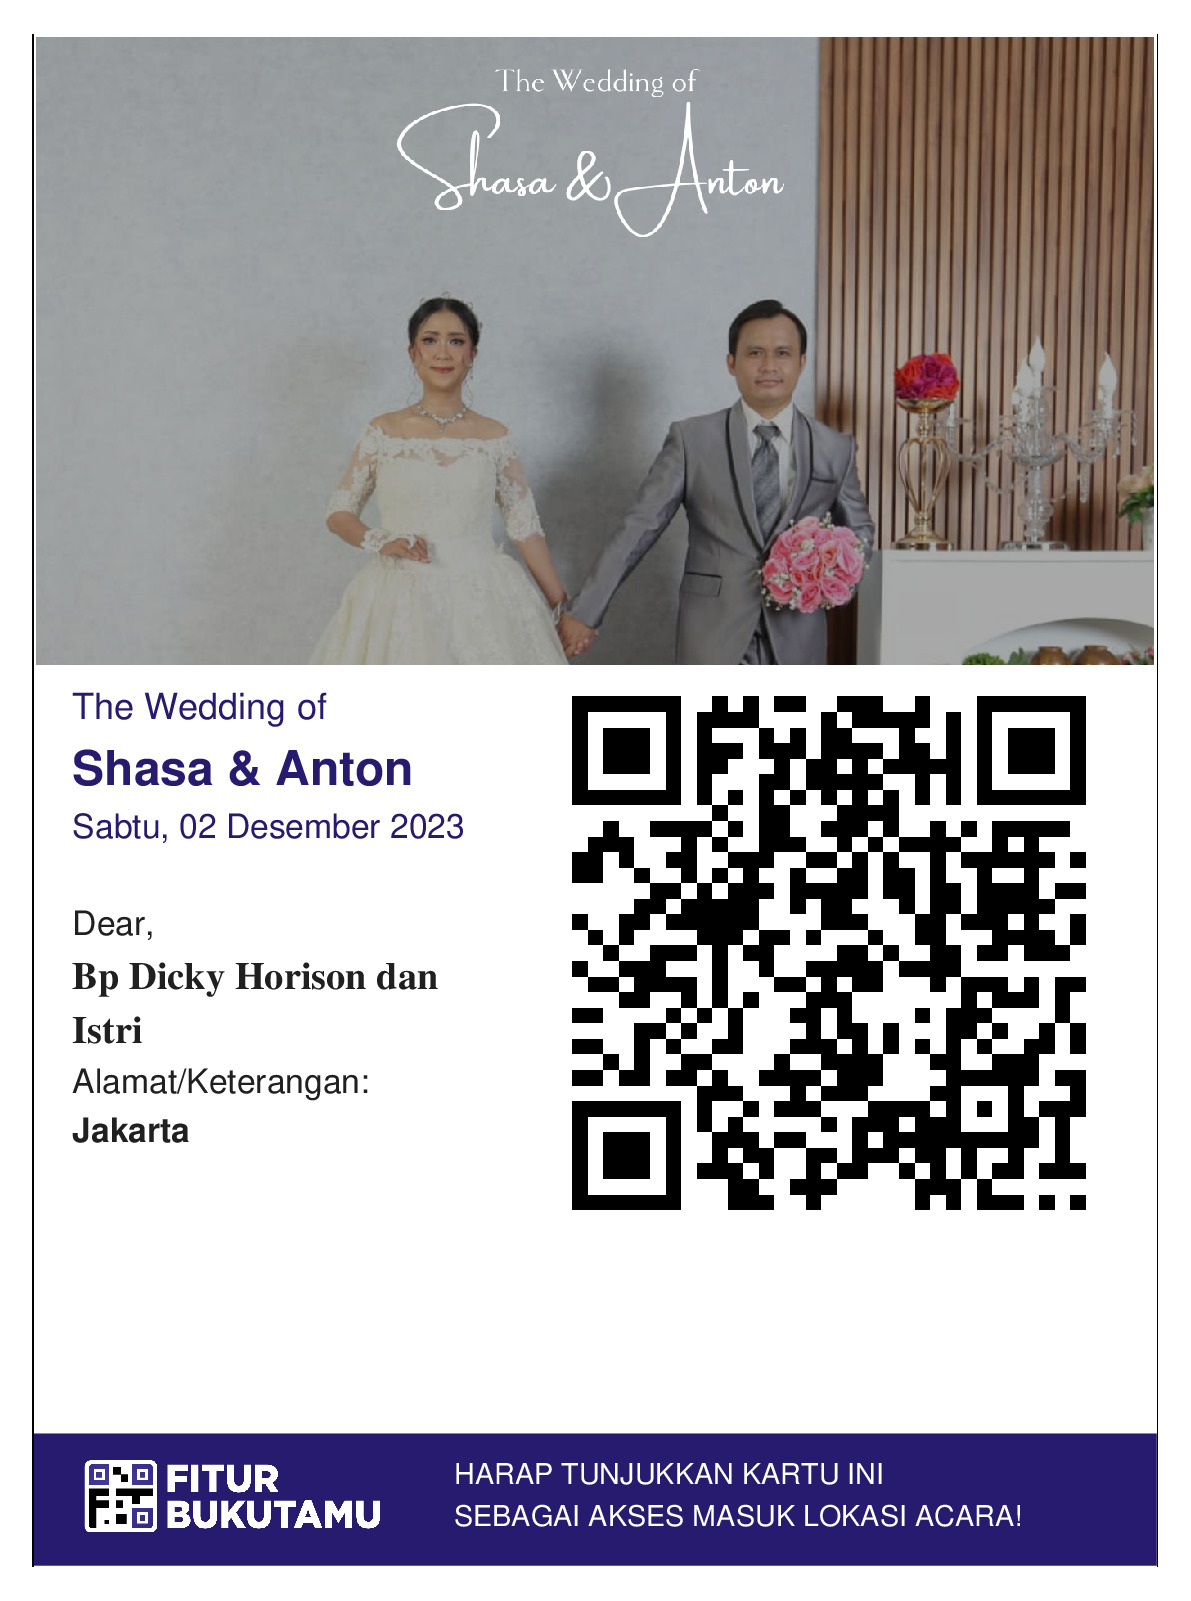 The Wedding of
Shasa & Anton
The Wedding of
Shasa & Anton
Sabtu, 02 Desember 2023
Dear,
Bp Dicky Horison dan
Istri
Alamat/Keterangan:
Jakarta
FITUR
BUKUTAMU
HARAP TUNJUKKAN KARTU INI
SEBAGAI AKSES MASUK LOKASI ACARA!